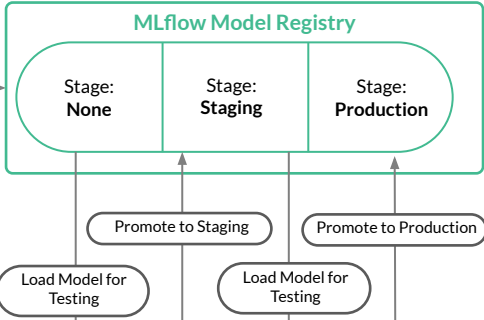 MLflow Model Registry
Stage:
None
Stage:
Staging
Stage:
Production
Promote to Staging
Promote to Production
Load Model for
Testing
Load Model for
Testing